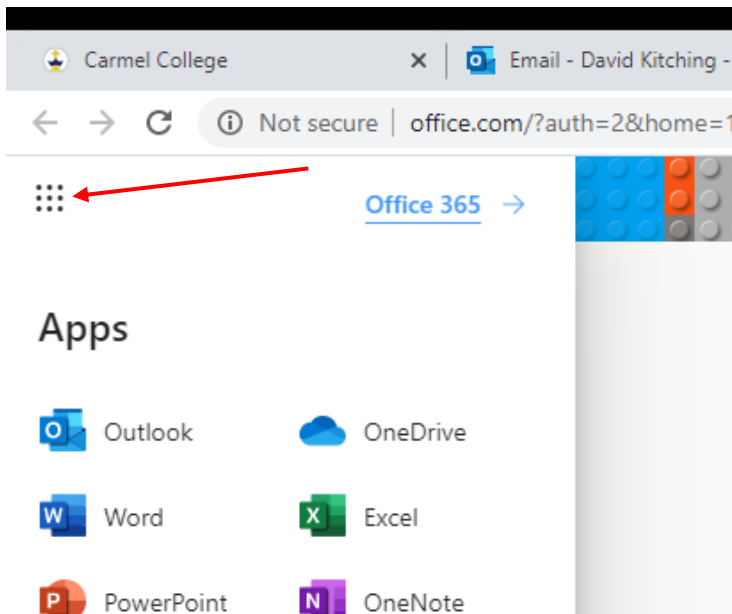 Carmel College × Email - David Kitching -
Not secure | office.com/?auth=2&home=1
Office 365 →
Apps
Outlook OneDrive
Word Excel
PowerPoint OneNote